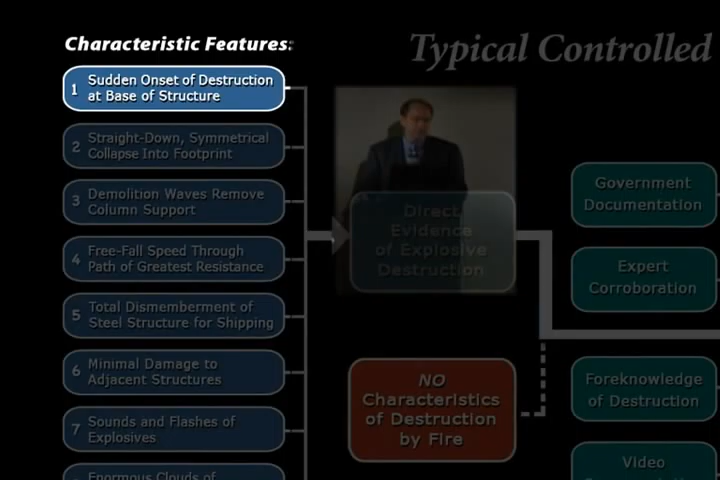 Characteristic Features:
Typical Controlled
1 Sudden Onset of Destruction
at Base of Structure
2 Straight-Down, Symmetrical
Collapse Into Footprint
3 Demolition Waves Remove
Column Support
4 Free-Fall Speed Through
Path of Greatest Resistance
5 Total Dismemberment of
Steel Structure for Shipping
6 Minimal Damage to
Adjacent Structures
7 Sounds and Flashes of
Explosives
Enormous Clouds of
Direct
Evidence
of Explosive
Destruction
NO
Characteristics
of Destruction
by Fire
Government
Documentation
Expert
Corroboration
Foreknowledge
of Destruction
Video